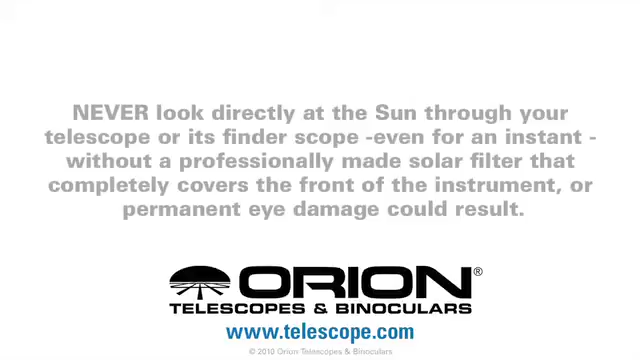 NEVER look directly at the Sun through your
telescope or its finder scope -even for an instant -
without a professionally made solar filter that
completely covers the front of the instrument, or
permanent eye damage could result.
ORION®
TELESCOPES & BINOCULARS
www.telescope.com
© 2010 Orion Telescopes & Binoculars